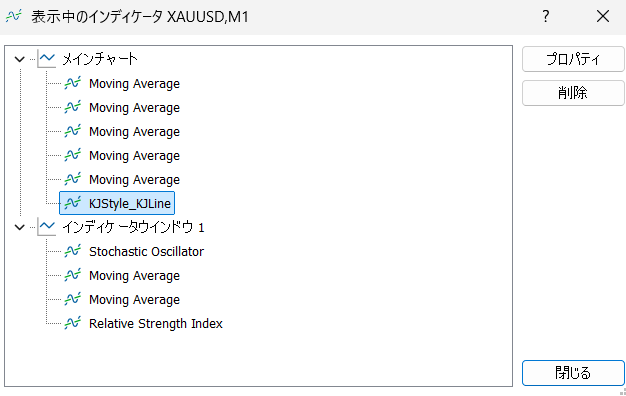 表示中のインディケータ XAUUSD,M1
メインチャート
Moving Average
Moving Average
Moving Average
Moving Average
Moving Average
KJStyle_KJLine
インディケータウインドウ 1
Stochastic Oscillator
Moving Average
Moving Average
Relative Strength Index
プロパティ
削除
閉じる